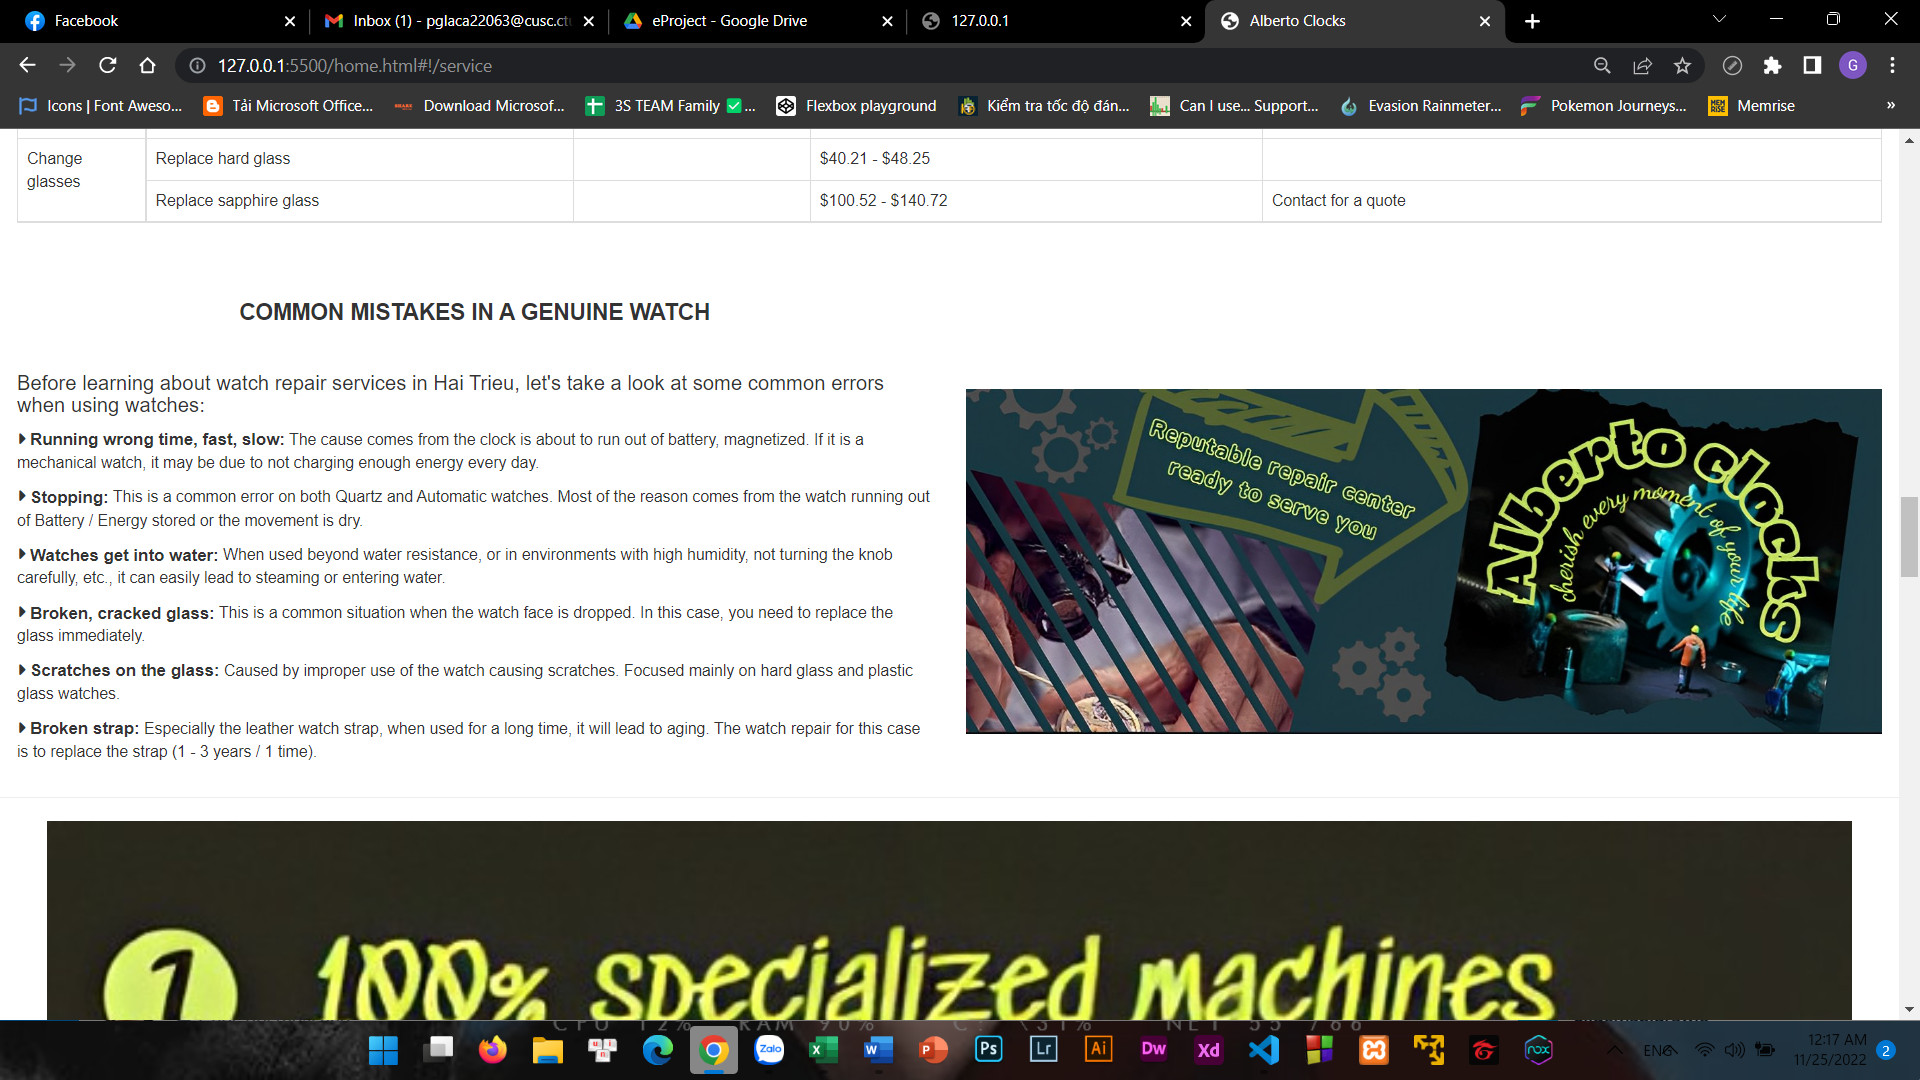 Facebook
Inbox (1) - pglaca22063@cusc.ct
eProject - Google Drive
127.0.0.1
Alberto Clocks
127.0.0.1:5500/home.html#!/service
G
Icons | Font Aweso...
Tải Microsoft Office...
Download Microsof...
3S TEAM Family ✅...
Flexbox playground
Kiểm tra tốc độ đán...
Can I use... Support...
Evasion Rainmeter...
Pokemon Journeys...
Memrise
»
Change glasses
Replace hard glass
$40.21 - $48.25
Replace sapphire glass
$100.52 - $140.72
Contact for a quote
COMMON MISTAKES IN A GENUINE WATCH
Before learning about watch repair services in Hai Trieu, let's take a look at some common errors
when using watches:
Running wrong time, fast, slow: The cause comes from the clock is about to run out of battery, magnetized. If it is a
mechanical watch, it may be due to not charging enough energy every day.
Stopping: This is a common error on both Quartz and Automatic watches. Most of the reason comes from the watch running out
of Battery / Energy stored or the movement is dry.
Watches get into water: When used beyond water resistance, or in environments with high humidity, not turning the knob
carefully, etc., it can easily lead to steaming or entering water.
Broken, cracked glass: This is a common situation when the watch face is dropped. In this case, you need to replace the
glass immediately.
Scratches on the glass: Caused by improper use of the watch causing scratches. Focused mainly on hard glass and plastic
glass watches.
Broken strap: Especially the leather watch strap, when used for a long time, it will lead to aging. The watch repair for this case
is to replace the strap (1 - 3 years / 1 time).
Reputable repair center
ready to serve you
Alberto Clocks
cherish every moment of your life
1 100% specialized machines
CPU 12% RAM 90%
Zalo
Ps
Lr
Ai
Dw
Xd
nox
ENG
12:17 AM
11/25/2022
2